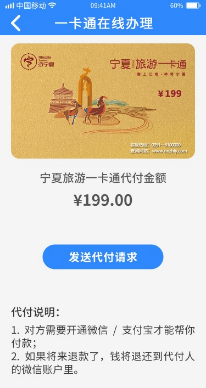 中国移动
09:41AM
60%
一卡通在线办理
宁夏旅游一卡通
¥199
宁夏旅游一卡通代付金额
¥199.00
发送代付请求
代付说明：
1. 对方需要开通微信 / 支付宝才能帮你
付款；
2. 如果将来退款了，钱将退还到代付人
的微信账户里。